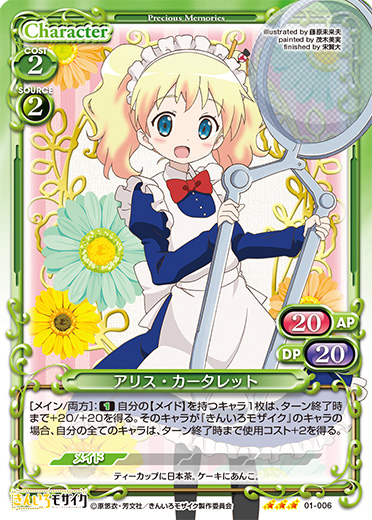 Precious Memories
Character
illustrated by 藤原未来夫
painted by 茂木美実
finished by 宋賢大
COST
2
SOURCE
2
20 AP
DP 20
アリス・カータレット
[メイン/両方]:1 自分の【メイド】を持つキャラ1枚は、ターン終了時
まで+20/+20を得る。そのキャラが「きんいろモザイク」のキャラの
場合、自分の全てのキャラは、ターン終了時まで使用コスト+2を得る。
メイド
ティーカップに日本茶。ケーキにあんこ。
きんいろモザイク
©原悠衣・芳文社／きんいろモザイク製作委員会
01-006